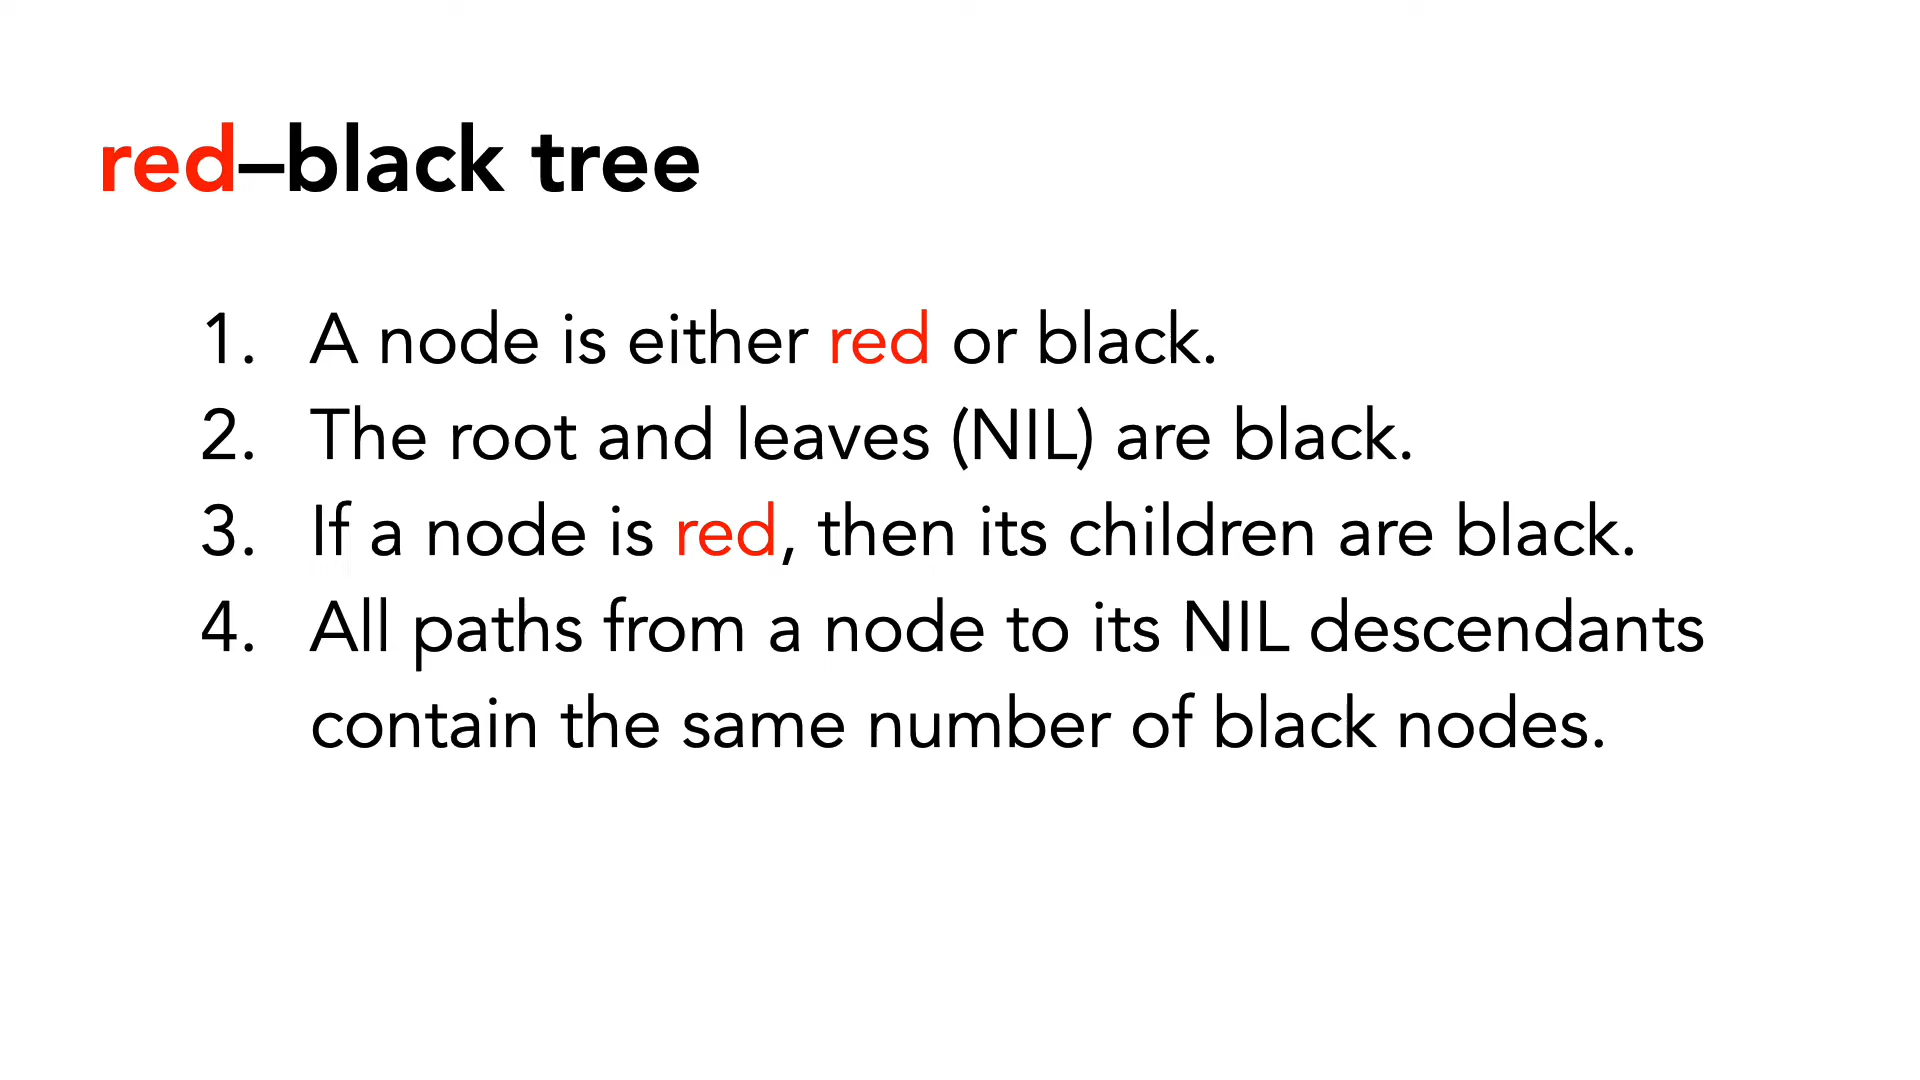 red–black tree
1. A node is either red or black.
2. The root and leaves (NIL) are black.
3. If a node is red, then its children are black.
4. All paths from a node to its NIL descendants
contain the same number of black nodes.